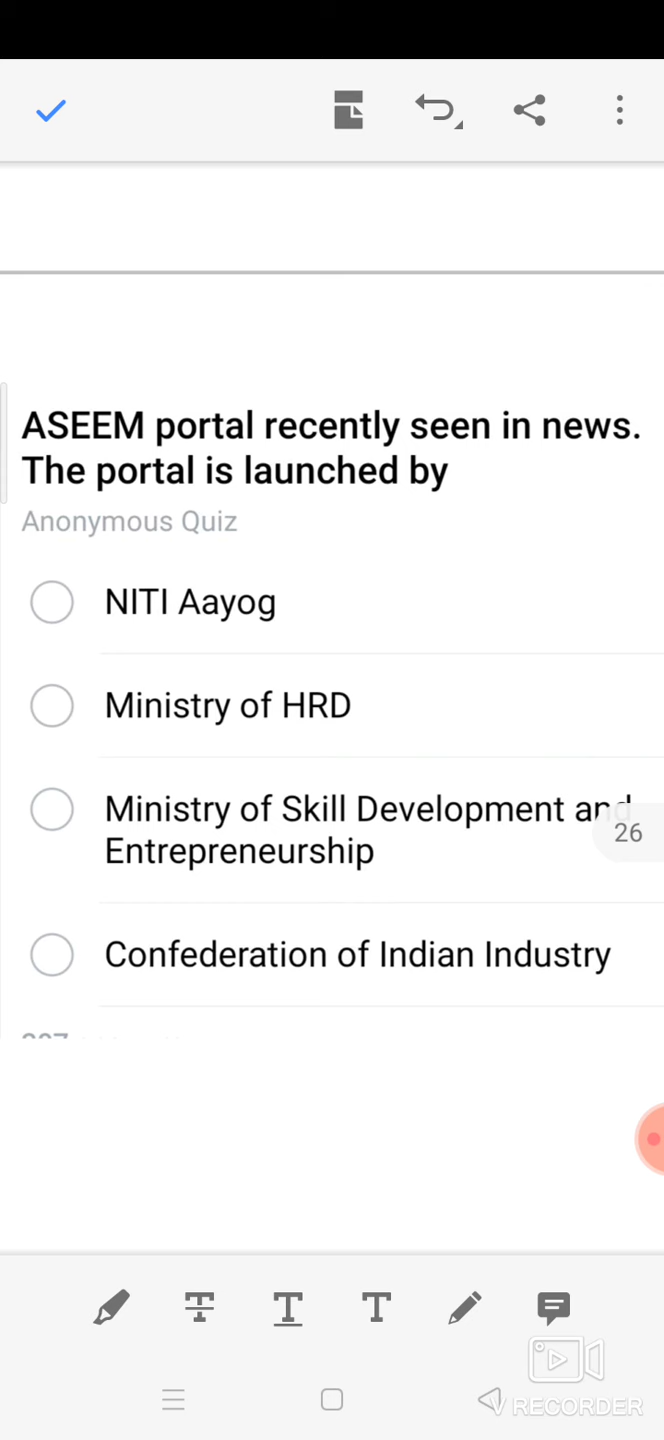 ASEEM portal recently seen in news.
The portal is launched by
Anonymous Quiz
NITI Aayog
Ministry of HRD
Ministry of Skill Development and
Entrepreneurship
26
Confederation of Indian Industry
V RECORDER